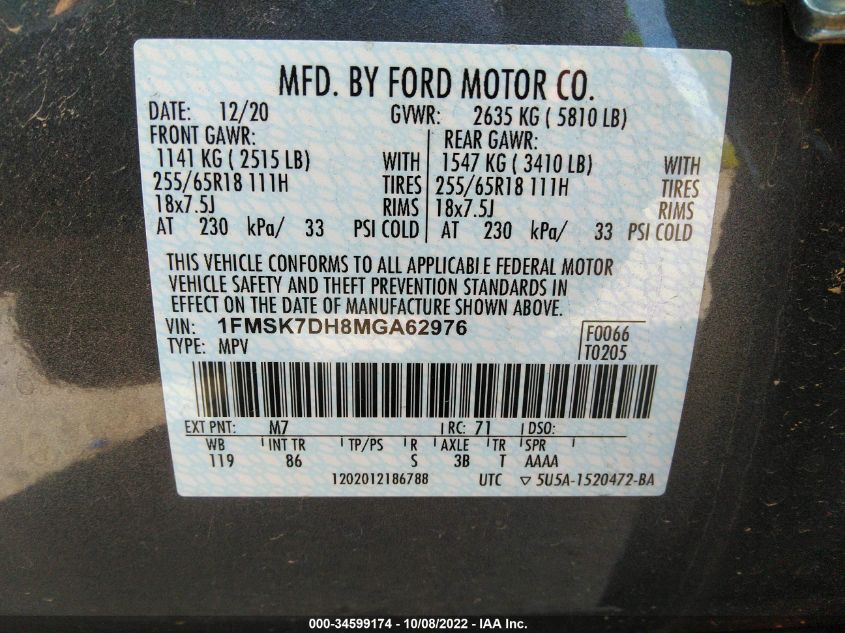 MFD. BY FORD MOTOR CO.
DATE: 12/20 GVWR: 2635 KG ( 5810 LB)
FRONT GAWR: REAR GAWR:
1141 KG ( 2515 LB) WITH 1547 KG ( 3410 LB) WITH
255/65R18 111H TIRES 255/65R18 111H TIRES
18x7.5J RIMS 18x7.5J RIMS
AT 230 kPa/ 33 PSI COLD AT 230 kPa/ 33 PSI COLD
THIS VEHICLE CONFORMS TO ALL APPLICABLE FEDERAL MOTOR
VEHICLE SAFETY AND THEFT PREVENTION STANDARDS IN
EFFECT ON THE DATE OF MANUFACTURE SHOWN ABOVE.
VIN: 1FMSK7DH8MGA62976 F0066
TYPE: MPV T0205
EXT PNT: M7 RC: 71 DSO:
WB INT TR TP/PS R AXLE TR SPR
119 86 S 3B T AAAA
1202012186788 UTC ▽ 5U5A-1520472-BA
000-34599174 - 10/08/2022 - IAA Inc.